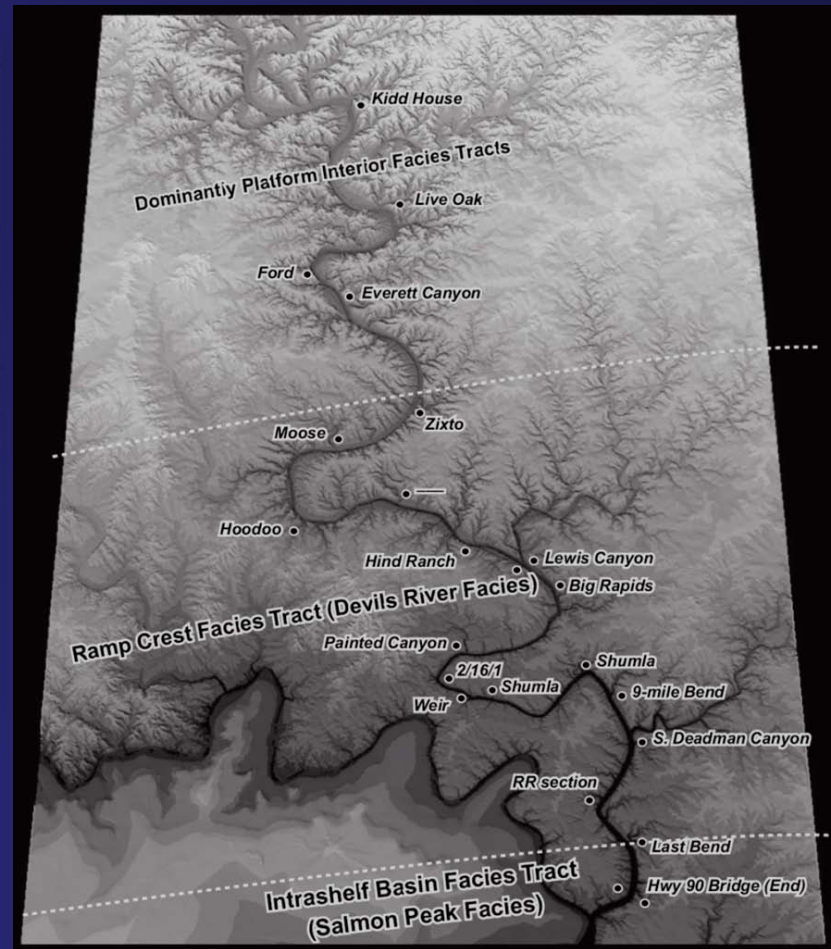 Kidd House
Dominantly Platform Interior Facies Tracts
Live Oak
Ford
Everett Canyon
Zixto
Moose
Hoodoo
Hind Ranch
Lewis Canyon
Big Rapids
Ramp Crest Facies Tract (Devils River Facies)
Painted Canyon
Shumla
2/16/1
Shumla
9-mile Bend
Weir
S. Deadman Canyon
RR section
Last Bend
Intrashelf Basin Facies Tract
(Salmon Peak Facies)
Hwy 90 Bridge (End)